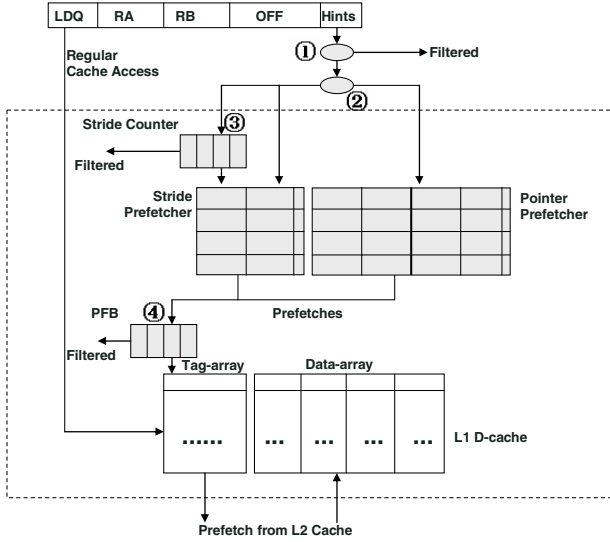 LDQ RA RB OFF Hints
① Filtered
Regular
Cache Access
②
Stride Counter ③
Filtered
Stride
Prefetcher
Pointer
Prefetcher
PFB ④ Prefetches
Filtered
Tag-array Data-array
...... ... ... ... ...
L1 D-cache
Prefetch from L2 Cache